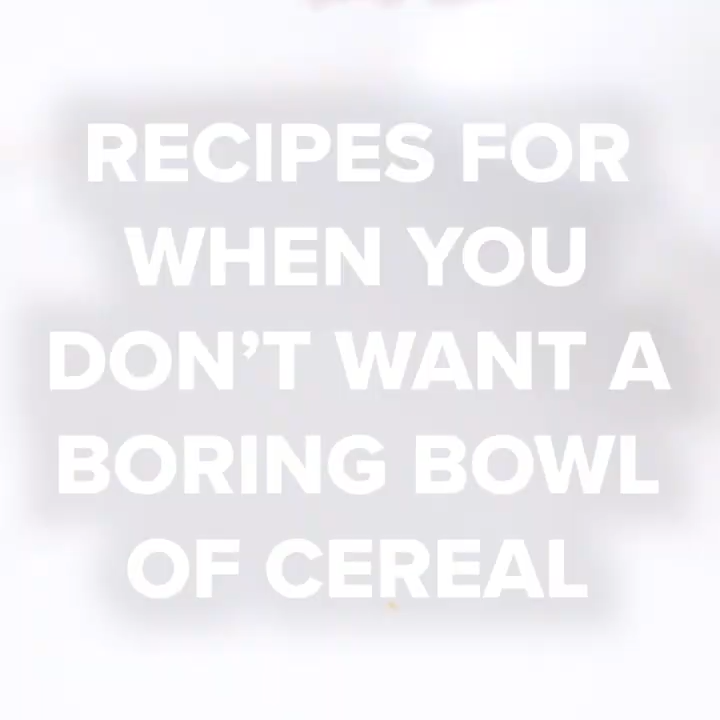 RECIPES FOR
WHEN YOU
DON’T WANT A
BORING BOWL
OF CEREAL